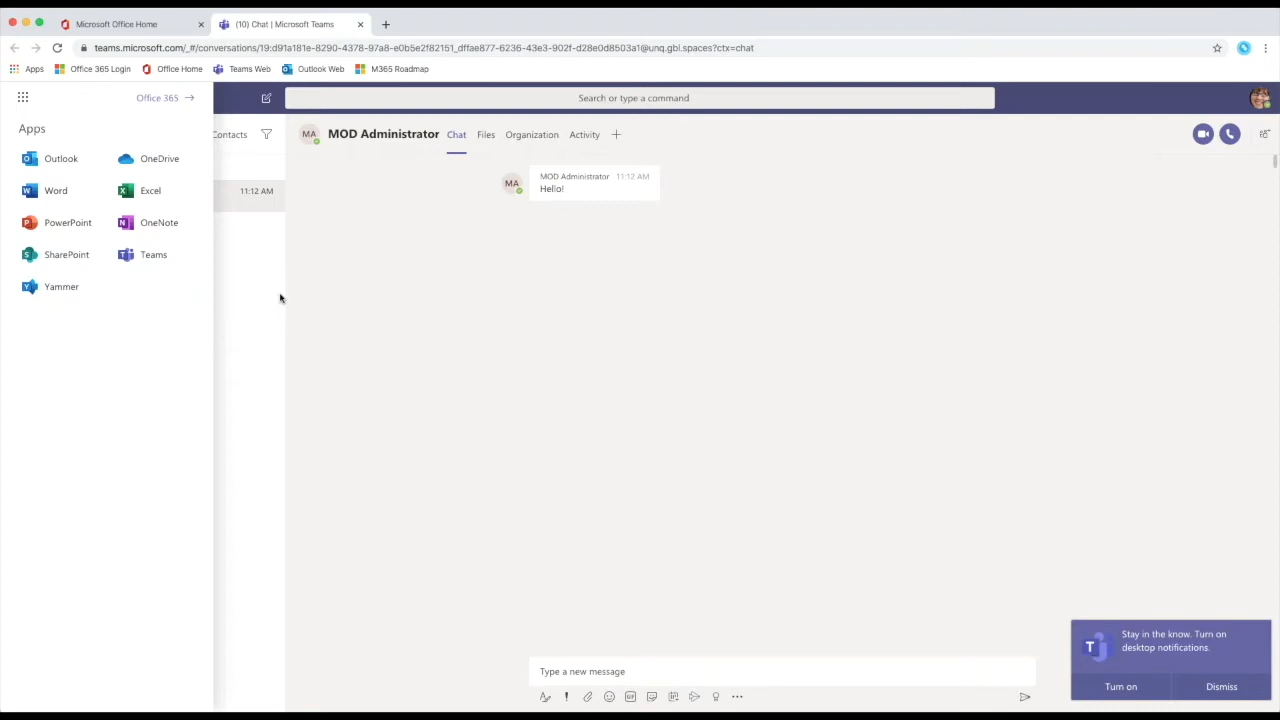 Microsoft Office Home
(10) Chat | Microsoft Teams
teams.microsoft.com/_#/conversations/19:d91a181e-8290-4378-97a8-e0b5e2f82151_dffae877-6236-43e3-902f-d28e0d8503a1@unq.gbl.spaces?ctx=chat
Apps Office 365 Login Office Home Teams Web Outlook Web M365 Roadmap
Office 365 →
Search or type a command
Apps
Contacts
MA MOD Administrator Chat Files Organization Activity
Outlook OneDrive
Word Excel
PowerPoint OneNote
SharePoint Teams
Yammer
11:12 AM
MA MOD Administrator 11:12 AM
Hello!
Type a new message
GIF
Stay in the know. Turn on
desktop notifications.
Turn on Dismiss